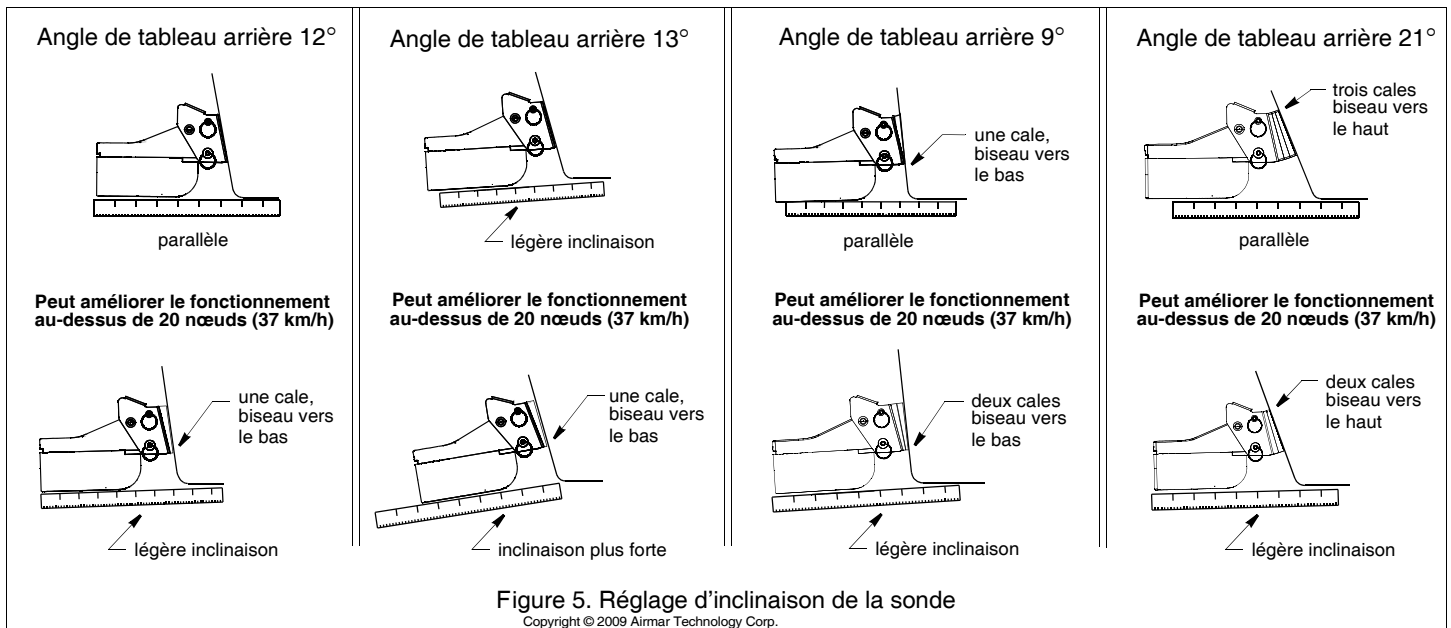 Angle de tableau arrière 12°
parallèle
Peut améliorer le fonctionnement
au-dessus de 20 nœuds (37 km/h)
une cale,
biseau vers
le bas
légère inclinaison
Angle de tableau arrière 13°
légère inclinaison
Peut améliorer le fonctionnement
au-dessus de 20 nœuds (37 km/h)
une cale,
biseau vers
le bas
inclinaison plus forte
Angle de tableau arrière 9°
une cale,
biseau vers
le bas
parallèle
Peut améliorer le fonctionnement
au-dessus de 20 nœuds (37 km/h)
deux cales
biseau vers
le bas
légère inclinaison
Angle de tableau arrière 21°
trois cales
biseau vers
le haut
parallèle
Peut améliorer le fonctionnement
au-dessus de 20 nœuds (37 km/h)
deux cales
biseau vers
le haut
légère inclinaison
Figure 5. Réglage d’inclinaison de la sonde
Copyright © 2009 Airmar Technology Corp.